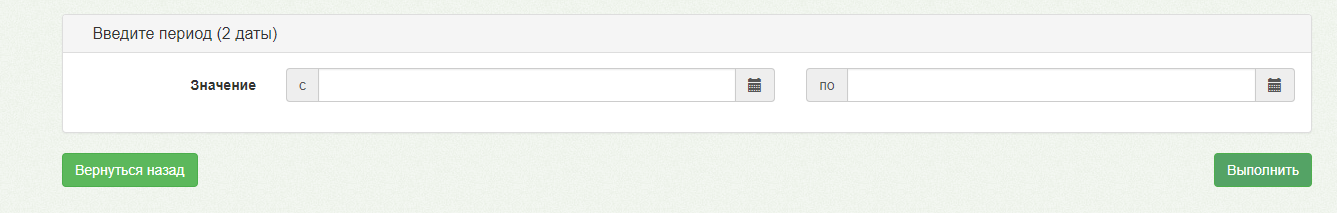 Введите период (2 даты)
Значение с по
Вернуться назад Выполнить